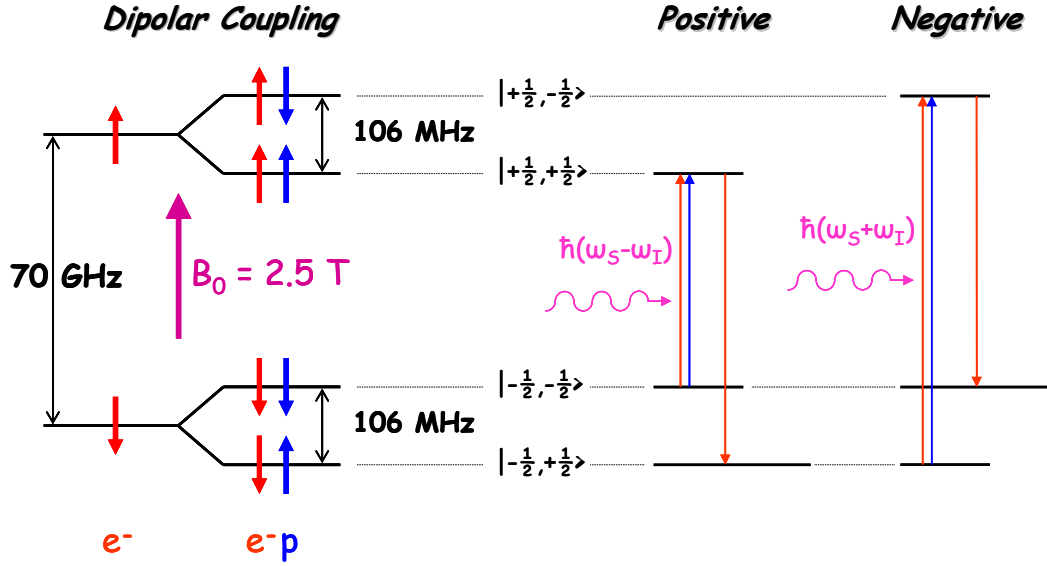 Dipolar Coupling
Positive
Negative
|+½,-½>
106 MHz
|+½,+½>
ħ(ωS-ωI)
ħ(ωS+ωI)
70 GHz
B₀ = 2.5 T
|-½,-½>
106 MHz
|-½,+½>
e⁻
e⁻p